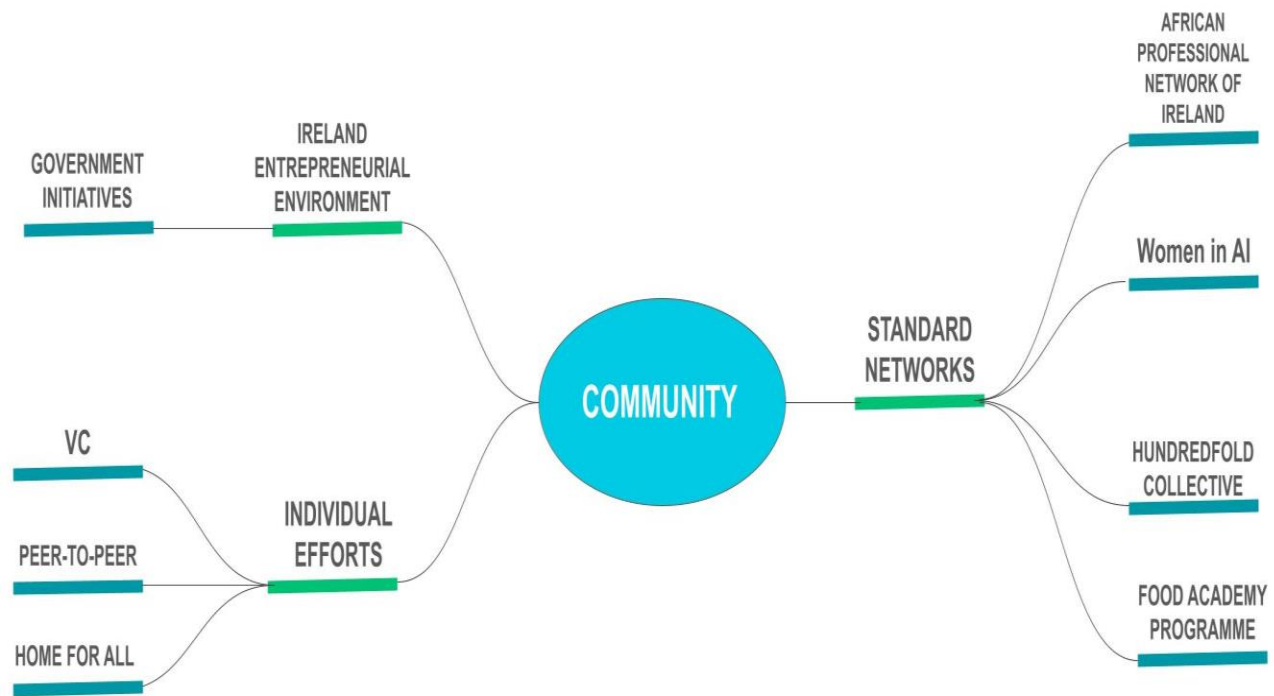 GOVERNMENT
INITIATIVES
IRELAND
ENTREPRENEURIAL
ENVIRONMENT
VC
PEER-TO-PEER
HOME FOR ALL
INDIVIDUAL
EFFORTS
COMMUNITY
STANDARD
NETWORKS
AFRICAN
PROFESSIONAL
NETWORK OF
IRELAND
Women in AI
HUNDREDFOLD
COLLECTIVE
FOOD ACADEMY
PROGRAMME